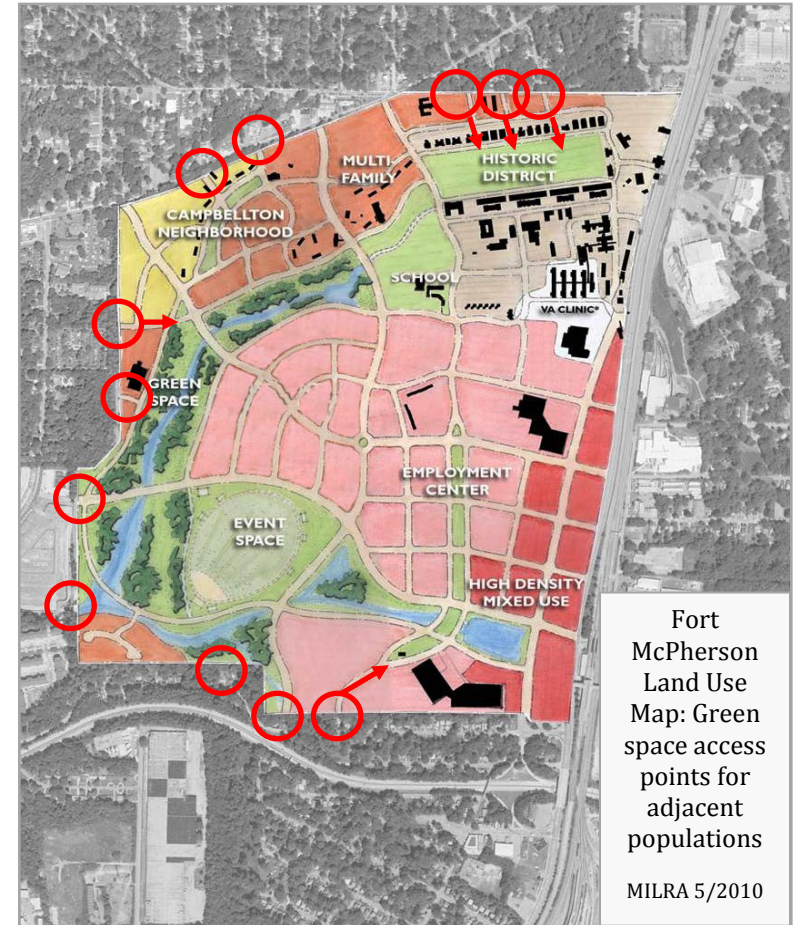 MULTI
FAMILY
HISTORIC
DISTRICT
CAMPBELLTON
NEIGHBORHOOD
SCHOOL
VA CLINIC*
GREEN
SPACE
EMPLOYMENT
CENTER
EVENT
SPACE
HIGH DENSITY
MIXED USE
Fort
McPherson
Land Use
Map: Green
space access
points for
adjacent
populations
MILRA 5/2010